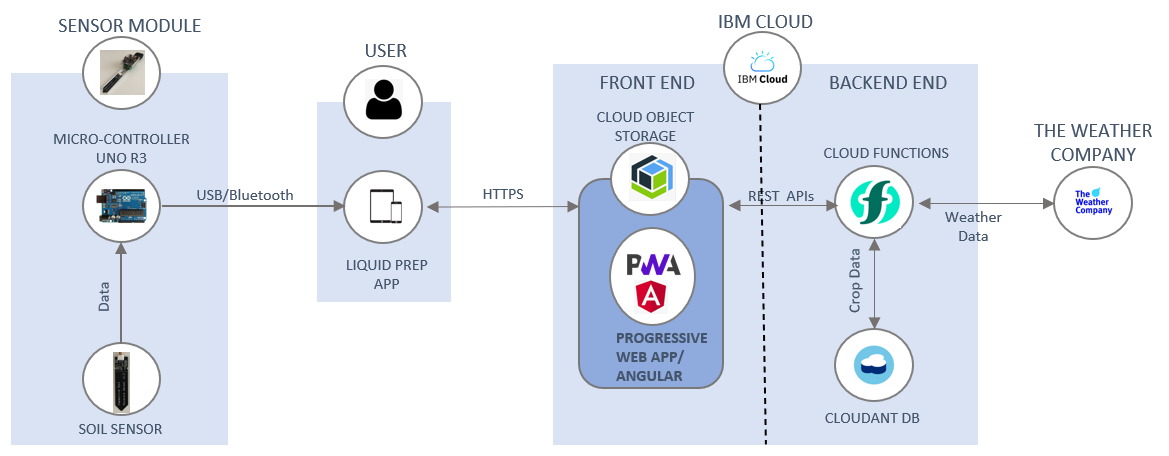 SENSOR MODULE
MICRO-CONTROLLER
UNO R3
Data
SOIL SENSOR
USB/Bluetooth
USER
LIQUID PREP
APP
HTTPS
IBM CLOUD
IBM Cloud
FRONT END
CLOUD OBJECT
STORAGE
PWA
PROGRESSIVE
WEB APP/
ANGULAR
REST APIs
BACKEND END
CLOUD FUNCTIONS
Crop Data
CLOUDANT DB
Weather
Data
THE WEATHER
COMPANY
The
Weather
Company